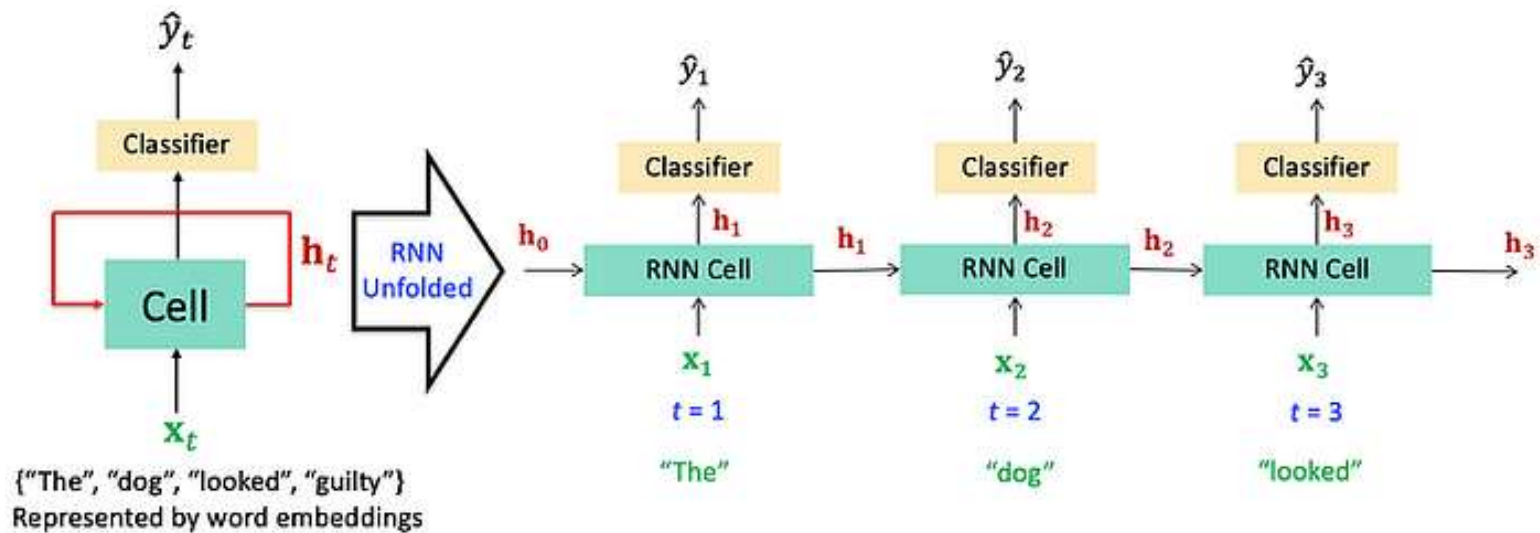 ŷₜ
Classifier
hₜ
Cell
xₜ
{“The”, “dog”, “looked”, “guilty”}
Represented by word embeddings
RNN
Unfolded
ŷ₁ ŷ₂ ŷ₃
Classifier Classifier Classifier
h₁ h₂ h₃
h₀ h₁ h₂ h₃
RNN Cell RNN Cell RNN Cell
x₁ x₂ x₃
t = 1 t = 2 t = 3
“The” “dog” “looked”